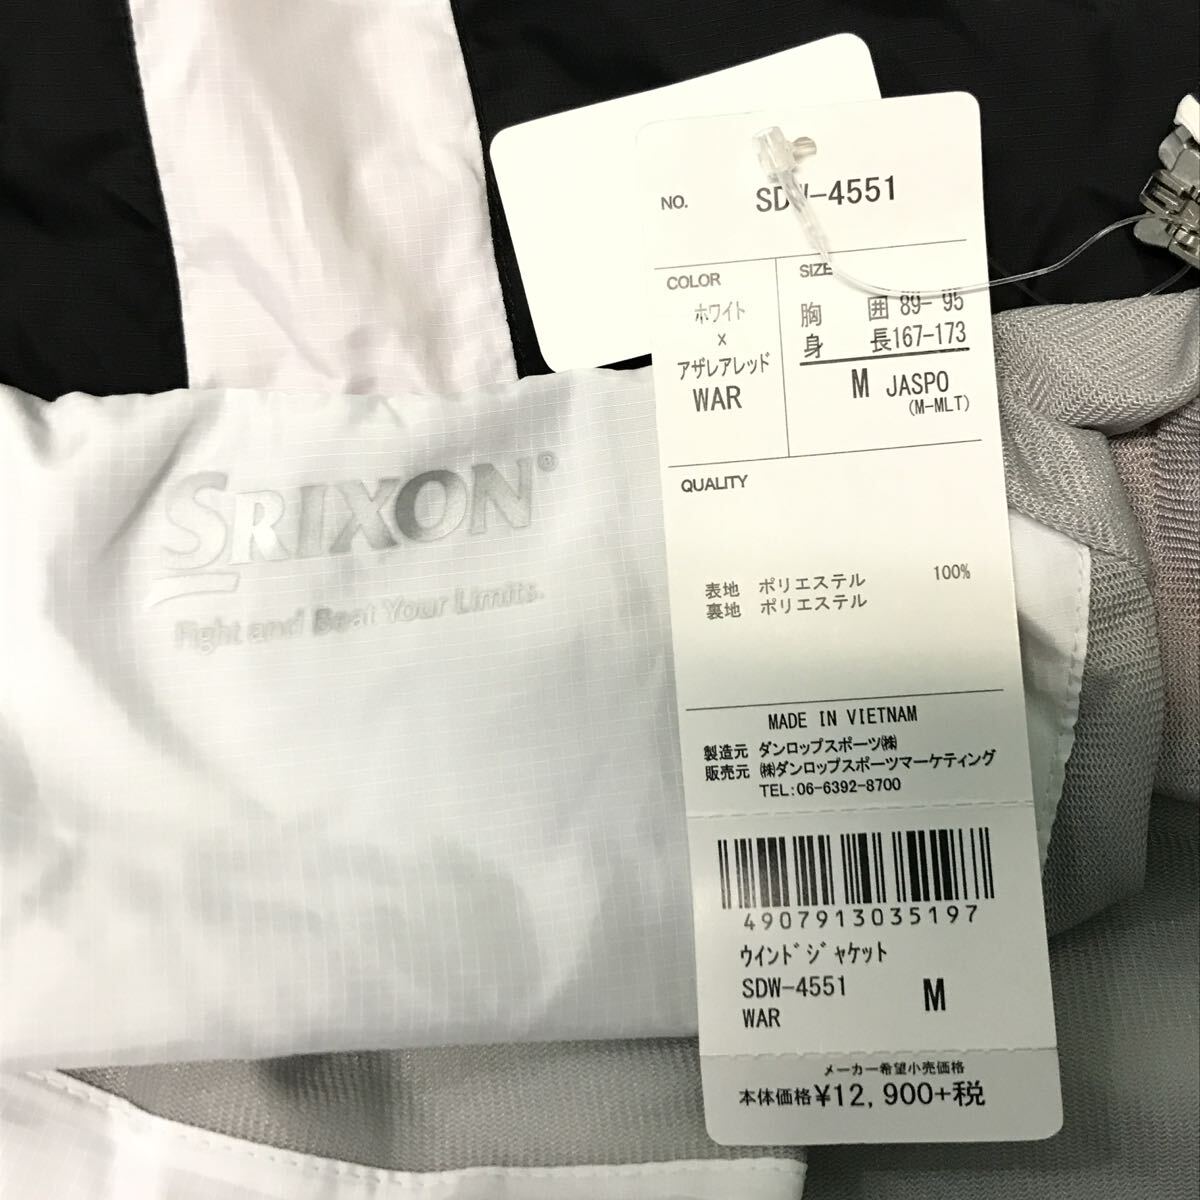 SRIXON®
Fight and Beat Your Limits.
NO. SDW-4551
COLOR
ホワイト
×
アザレアレッド
WAR
SIZE
胸 囲 89-95
身 長167-173
M JASPO
(M-MLT)
QUALITY
表地 ポリエステル 100%
裏地 ポリエステル
MADE IN VIETNAM
製造元 ダンロップスポーツ㈱
販売元 ㈱ダンロップスポーツマーケティング
TEL:06-6392-8700
4907913035197
ウインドジャケット
SDW-4551 M
WAR
メーカー希望小売価格
本体価格¥12,900+税